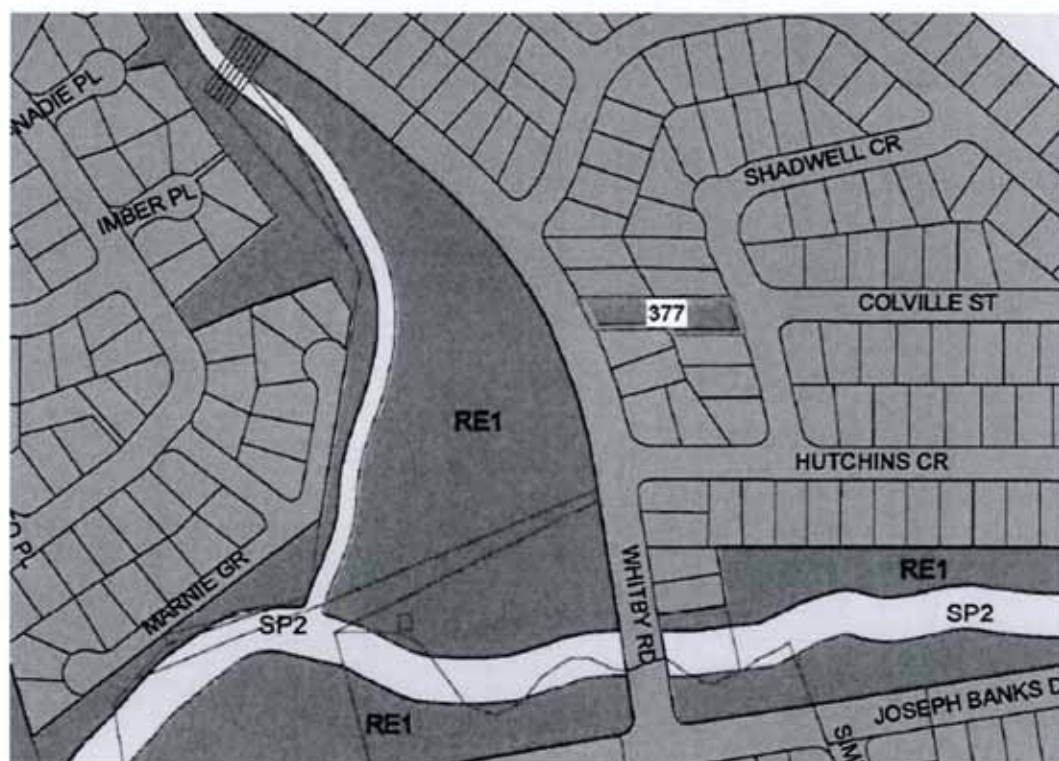 NADIE PL
SHADWELL CR
IMBER PL
COLVILLE ST
377
RE1
HUTCHINS CR
WHITBY RD
RE1
MARNIE GR
SP2
SP2
RE1
JOSEPH BANKS D